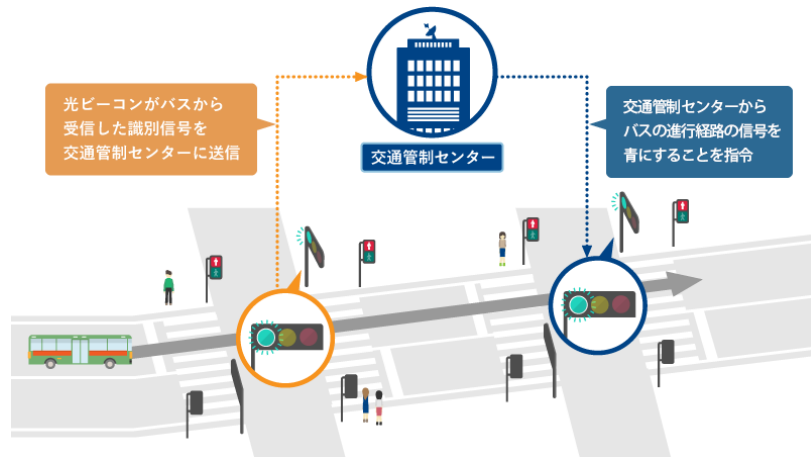 光ビーコンがバスから
受信した識別信号を
交通管制センターに送信
交通管制センター
交通管制センターから
バスの進行経路の信号を
青にすることを指令